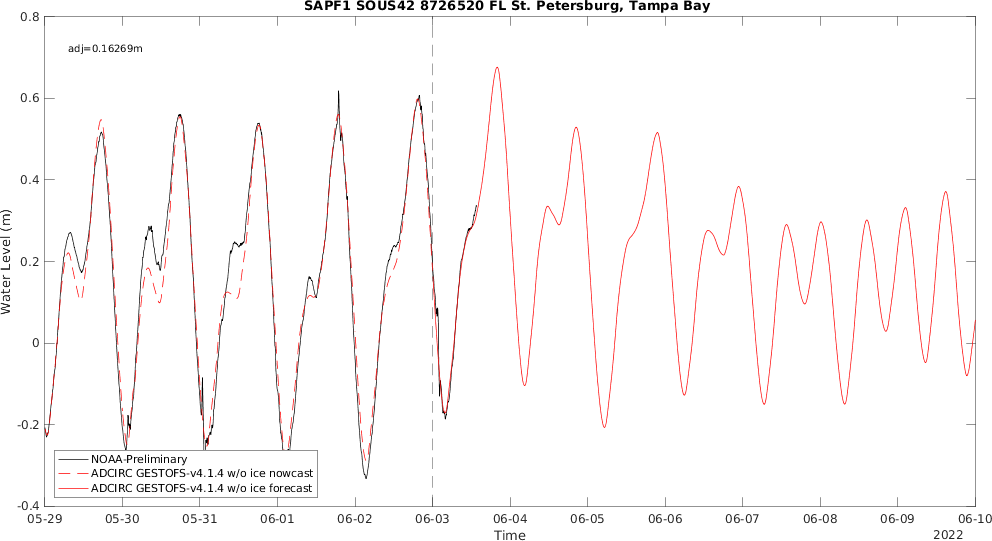 SAPF1 SOUS42 8726520 FL St. Petersburg, Tampa Bay
adj=0.16269m
0.8
0.6
0.4
0.2
0
-0.2
-0.4
Water Level (m)
NOAA-Preliminary
ADCIRC GESTOFS-v4.1.4 w/o ice nowcast
ADCIRC GESTOFS-v4.1.4 w/o ice forecast
05-29 05-30 05-31 06-01 06-02 06-03 06-04 06-05 06-06 06-07 06-08 06-09 06-10
Time
2022